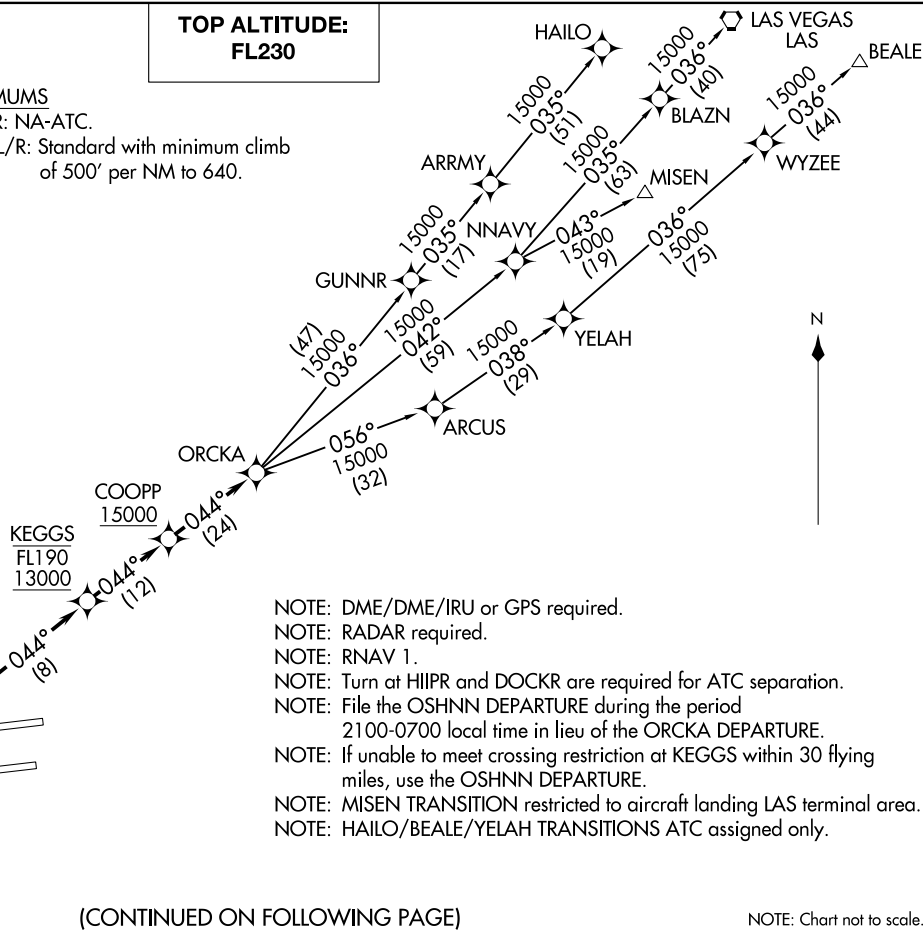 TOP ALTITUDE:
FL230
HAILO
LAS VEGAS
LAS
BEALE
15000
036°
(40)
15000
035°
(51)
BLAZN
15000
036°
(44)
WYZEE
R: NA-ATC.
L/R: Standard with minimum climb
of 500' per NM to 640.
ARRMY
15000
035°
(63)
MISEN
15000
035°
(17)
NNAVY
043°
15000
(19)
036°
15000
(75)
GUNNR
(47)
15000
036°
15000
042°
(59)
15000
038°
(29)
YELAH
N
ARCUS
056°
15000
(32)
ORCKA
COOPP
15000
044°
(24)
KEGGS
FL190
13000
044°
(12)
044°
(8)
NOTE: DME/DME/IRU or GPS required.
NOTE: RADAR required.
NOTE: RNAV 1.
NOTE: Turn at HIIPR and DOCKR are required for ATC separation.
NOTE: File the OSHNN DEPARTURE during the period
2100-0700 local time in lieu of the ORCKA DEPARTURE.
NOTE: If unable to meet crossing restriction at KEGGS within 30 flying
miles, use the OSHNN DEPARTURE.
NOTE: MISEN TRANSITION restricted to aircraft landing LAS terminal area.
NOTE: HAILO/BEALE/YELAH TRANSITIONS ATC assigned only.
(CONTINUED ON FOLLOWING PAGE)
NOTE: Chart not to scale.